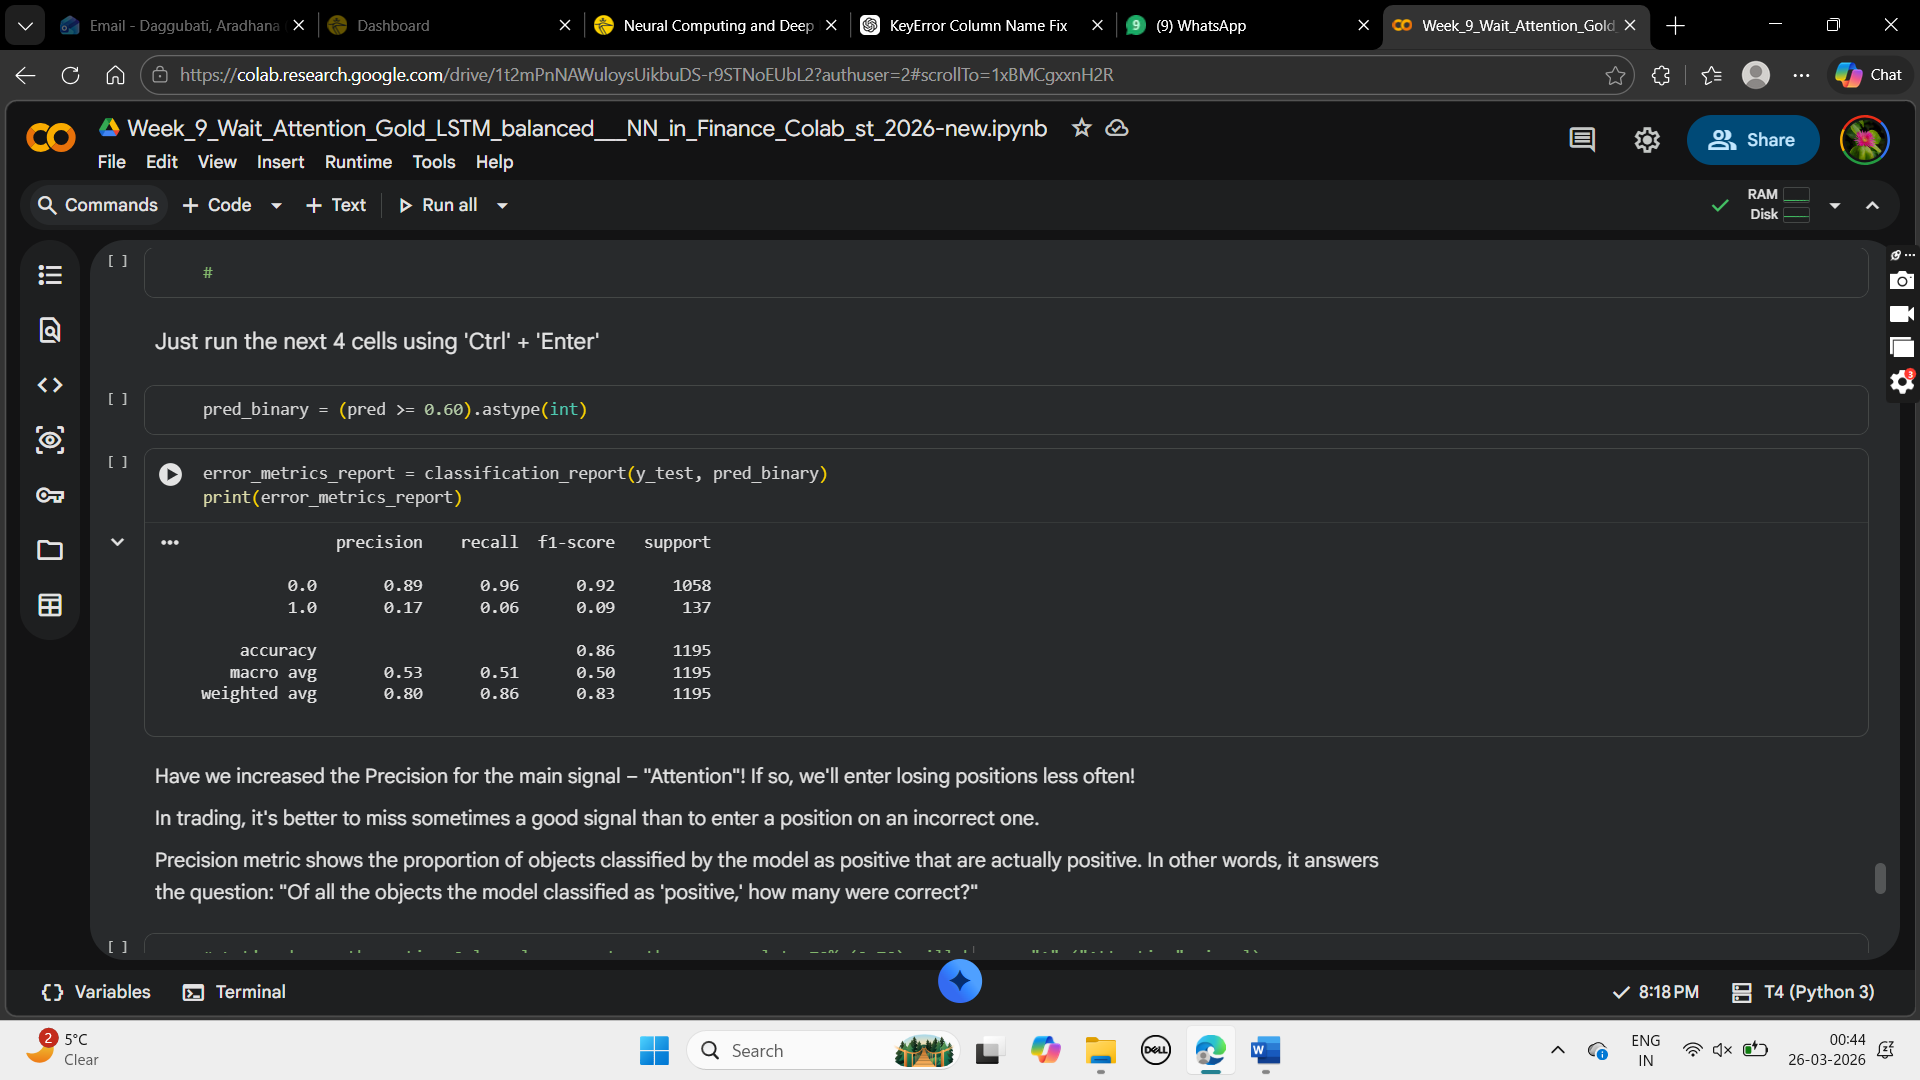 Email - Daggubati, Aradhana
Dashboard
Neural Computing and Deep
KeyError Column Name Fix
9
(9) WhatsApp
Week_9_Wait_Attention_Gold_
https://colab.research.google.com/drive/1t2mPnNAWuloysUikbuDS-r9STNoEUbL2?authuser=2#scrollTo=1xBMCgxxnH2R
Chat
Week_9_Wait_Attention_Gold_LSTM_balanced___NN_in_Finance_Colab_st_2026-new.ipynb
File Edit View Insert Runtime Tools Help
Share
Commands + Code + Text Run all
RAM
Disk
[ ]
#
Just run the next 4 cells using 'Ctrl' + 'Enter'
[ ]
pred_binary = (pred >= 0.60).astype(int)
[ ]
error_metrics_report = classification_report(y_test, pred_binary)
print(error_metrics_report)
precision recall f1-score support
0.0 0.89 0.96 0.92 1058
1.0 0.17 0.06 0.09 137
accuracy 0.86 1195
macro avg 0.53 0.51 0.50 1195
weighted avg 0.80 0.86 0.83 1195
Have we increased the Precision for the main signal – "Attention"! If so, we'll enter losing positions less often!
In trading, it's better to miss sometimes a good signal than to enter a position on an incorrect one.
Precision metric shows the proportion of objects classified by the model as positive that are actually positive. In other words, it answers
the question: "Of all the objects the model classified as 'positive,' how many were correct?"
[ ]
3
Variables Terminal
8:18 PM T4 (Python 3)
2
5°C
Clear
Search
DELL
ENG
IN
00:44
26-03-2026